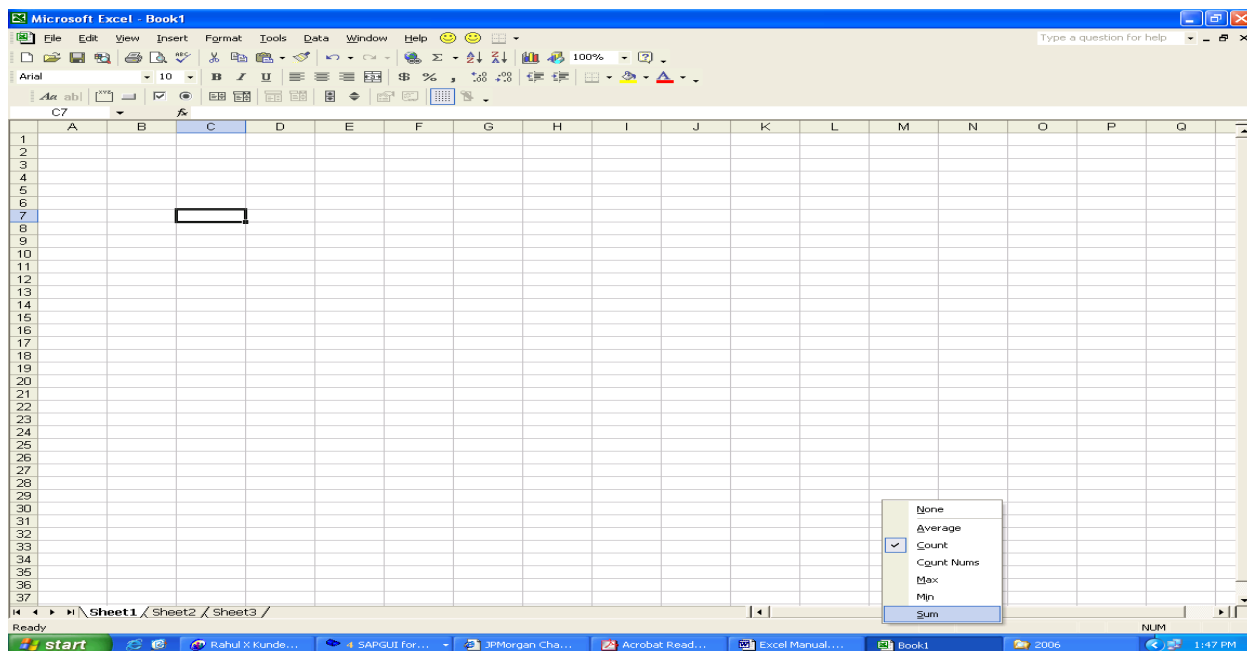 Microsoft Excel - Book1
File Edit View Insert Format Tools Data Window Help Type a question for help
100%
Arial 10 B I U $ % ,
Aa ab|
C7 fx
A B C D E F G H I J K L M N O P Q
1
2
3
4
5
6
7
8
9
10
11
12
13
14
15
16
17
18
19
20
21
22
23
24
25
26
27
28
29
30
31
32
33
34
35
36
37
None
Average
Count
Count Nums
Max
Min
Sum
Sheet1 / Sheet2 / Sheet3 /
Ready NUM
start Rahul X Kunde... 4 SAPGUI for... JPMorgan Cha... Acrobat Read... Excel Manual.... Book1 2006 1:47 PM